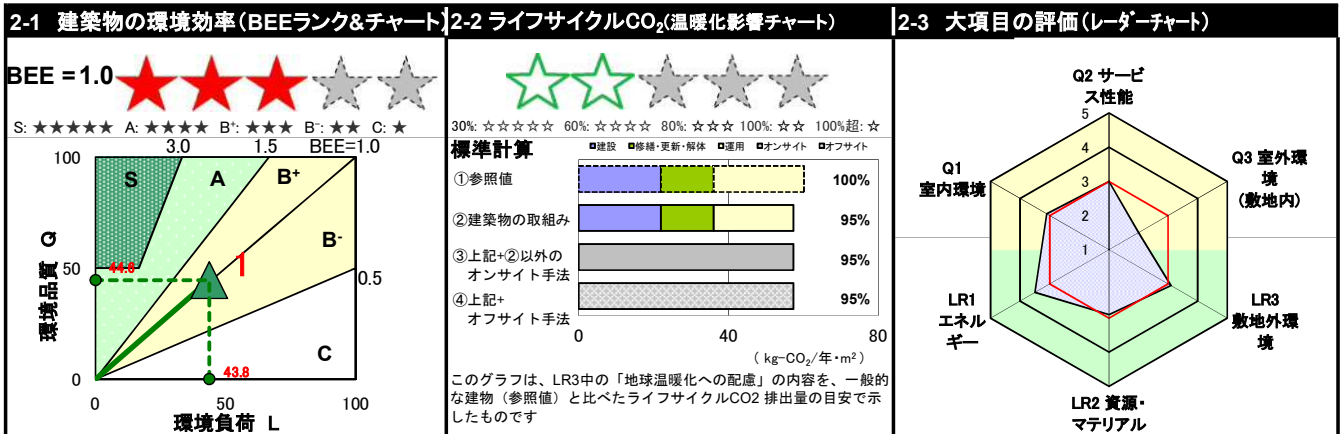 2-1 建築物の環境効率(BEEランク&チャート)
BEE = 1.0
S: ★★★★★ A: ★★★★ B⁺: ★★★ B⁻: ★★ C: ★
3.0 1.5 BEE=1.0
100
S
A
B⁺
B⁻
0.5
C
環境品質 Q
50
44.8
1
43.8
0
0 50 100
環境負荷 L
2-2 ライフサイクルCO₂(温暖化影響チャート)
30%: ☆☆☆☆☆ 60%: ☆☆☆☆ 80%: ☆☆☆ 100%: ☆☆ 100%超: ☆
標準計算
建設 修繕・更新・解体 運用 オンサイト オフサイト
①参照値 100%
②建築物の取組み 95%
③上記+②以外の
オンサイト手法 95%
④上記+
オフサイト手法 95%
0 40 80
( kg-CO₂/年・m² )
このグラフは、LR3中の「地球温暖化への配慮」の内容を、一般的
な建物(参照値)と比べたライフサイクルCO2 排出量の目安で示
したものです
2-3 大項目の評価(レーダーチャート)
Q2 サービ
ス性能
5
4
3
2
1
Q1
室内環境
Q3 室外環
境
(敷地内)
LR1
エネル
ギー
LR3
敷地外環
境
LR2 資源・
マテリアル